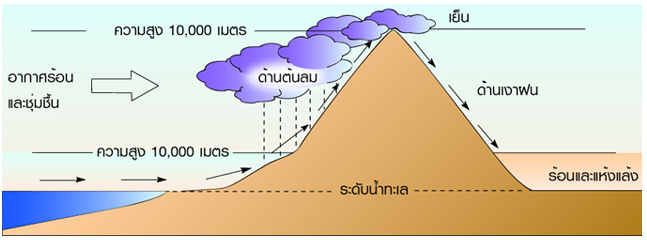 เย็น
ความสูง 10,000 เมตร
อากาศร้อน
และชุ่มชื้น
ด้านต้นลม
ด้านเงาฝน
ความสูง 10,000 เมตร
ร้อนและแห้งแล้ง
ระดับน้ำทะเล